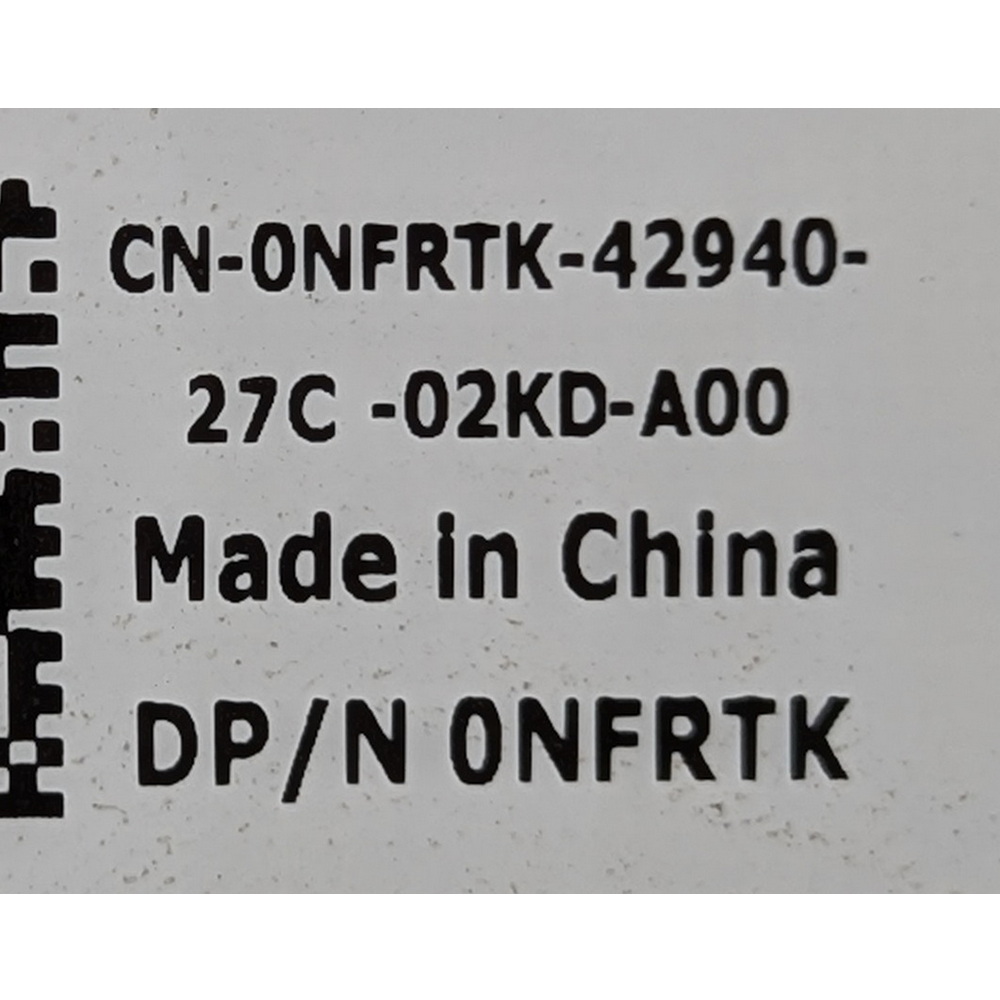 CN-0NFRTK-42940-
27C -02KD-A00
Made in China
DP/N 0NFRTK